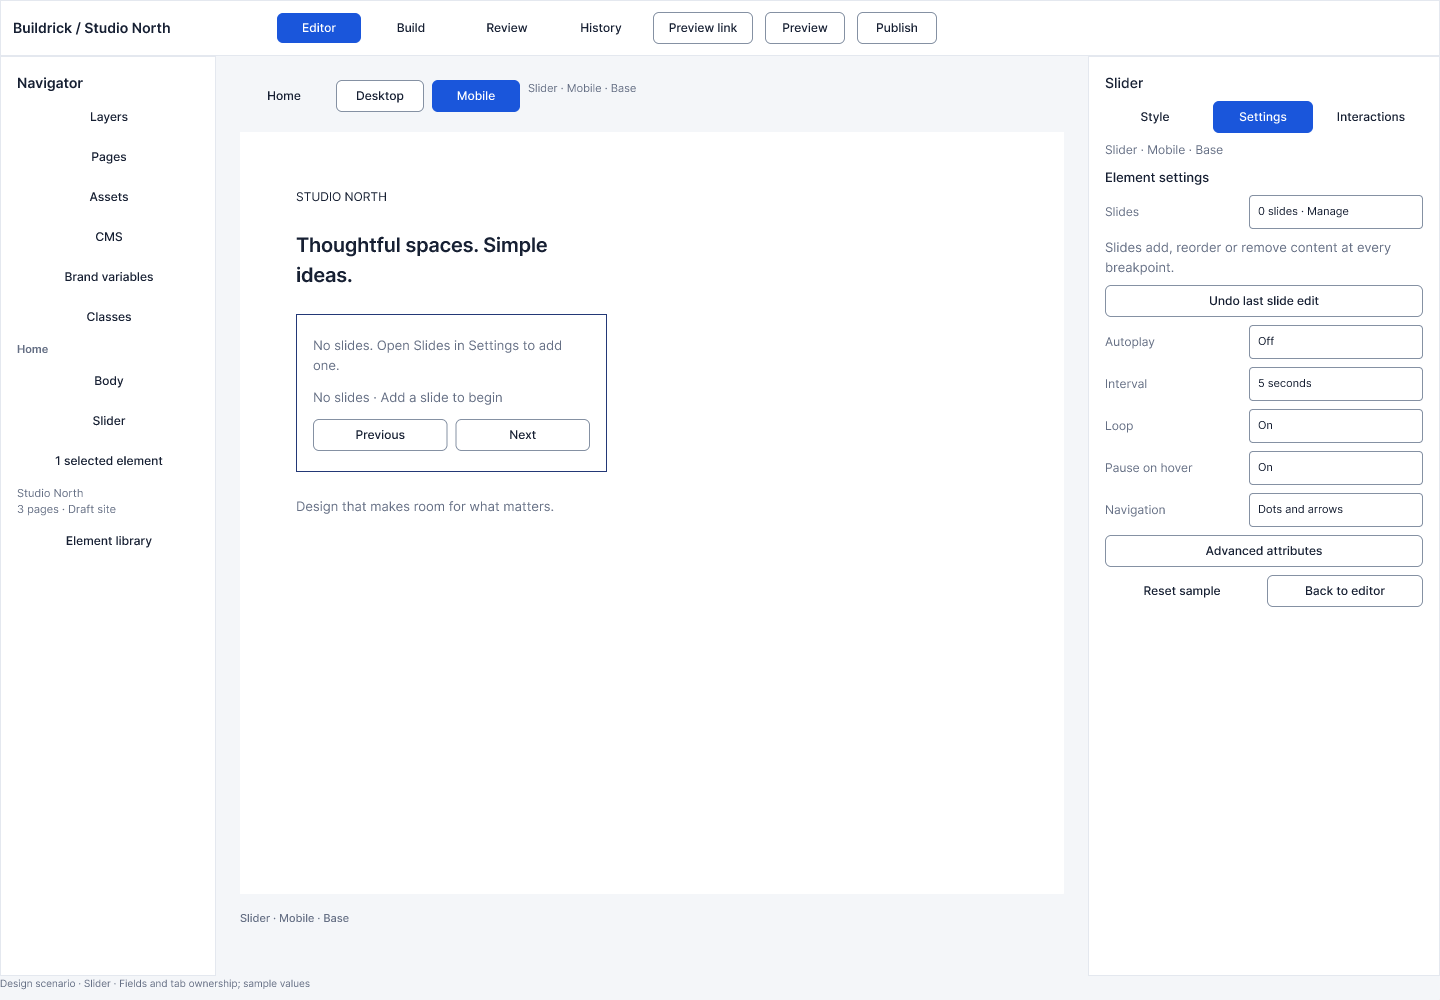 Buildrick / Studio North
Editor
Build
Review
History
Preview link
Preview
Publish
Navigator
Layers
Pages
Assets
CMS
Brand variables
Classes
Home
Body
Slider
1 selected element
Studio North
3 pages · Draft site
Element library
Home
Desktop
Mobile
Slider · Mobile · Base
STUDIO NORTH
Thoughtful spaces. Simple
ideas.
No slides. Open Slides in Settings to add
one.
No slides · Add a slide to begin
Previous
Next
Design that makes room for what matters.
Slider · Mobile · Base
Slider
Style
Settings
Interactions
Slider · Mobile · Base
Element settings
Slides
0 slides · Manage
Slides add, reorder or remove content at every
breakpoint.
Undo last slide edit
Autoplay
Off
Interval
5 seconds
Loop
On
Pause on hover
On
Navigation
Dots and arrows
Advanced attributes
Reset sample
Back to editor
Design scenario · Slider · Fields and tab ownership; sample values